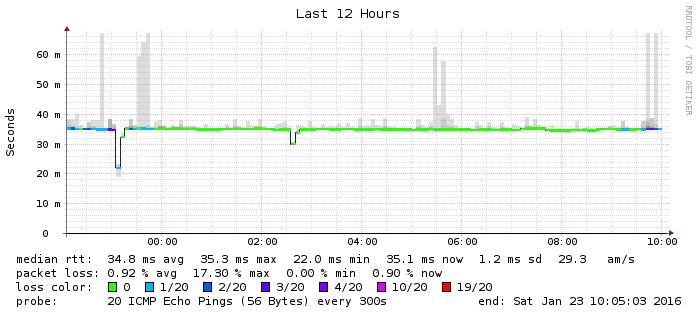 Last 12 Hours
RRDTOOL / TOBI OETIKER
Seconds
60 m
50 m
40 m
30 m
20 m
10 m
0
00:00 02:00 04:00 06:00 08:00 10:00
median rtt: 34.8 ms avg 35.3 ms max 22.0 ms min 35.1 ms now 1.2 ms sd 29.3 am/s
packet loss: 0.92 % avg 17.30 % max 0.00 % min 0.90 % now
loss color: 0 1/20 2/20 3/20 4/20 10/20 19/20
probe: 20 ICMP Echo Pings (56 Bytes) every 300s end: Sat Jan 23 10:05:03 2016